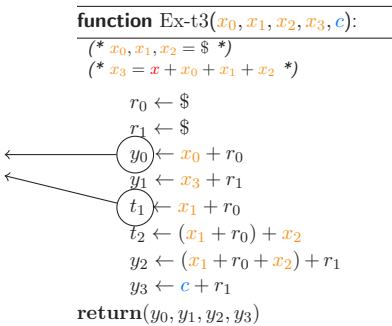 function Ex-t3(x₀, x₁, x₂, x₃, c):
(* x₀, x₁, x₂ = $ *)
(* x₃ = x + x₀ + x₁ + x₂ *)
r₀ ← $
r₁ ← $
y₀ ← x₀ + r₀
y₁ ← x₃ + r₁
t₁ ← x₁ + r₀
t₂ ← (x₁ + r₀) + x₂
y₂ ← (x₁ + r₀ + x₂) + r₁
y₃ ← c + r₁
return(y₀, y₁, y₂, y₃)